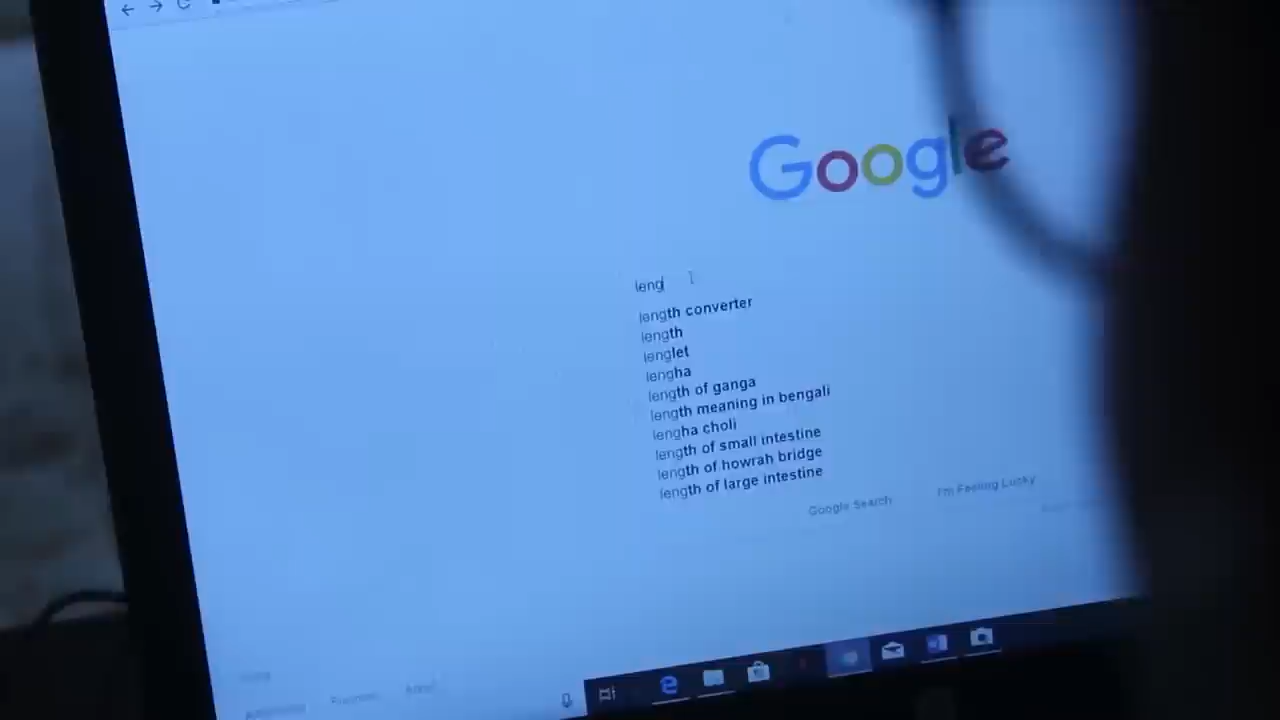 Google
leng
length converter
length
lenglet
lengha
length of ganga
length meaning in bengali
lengha choli
length of small intestine
length of howrah bridge
length of large intestine
Google Search I'm Feeling Lucky